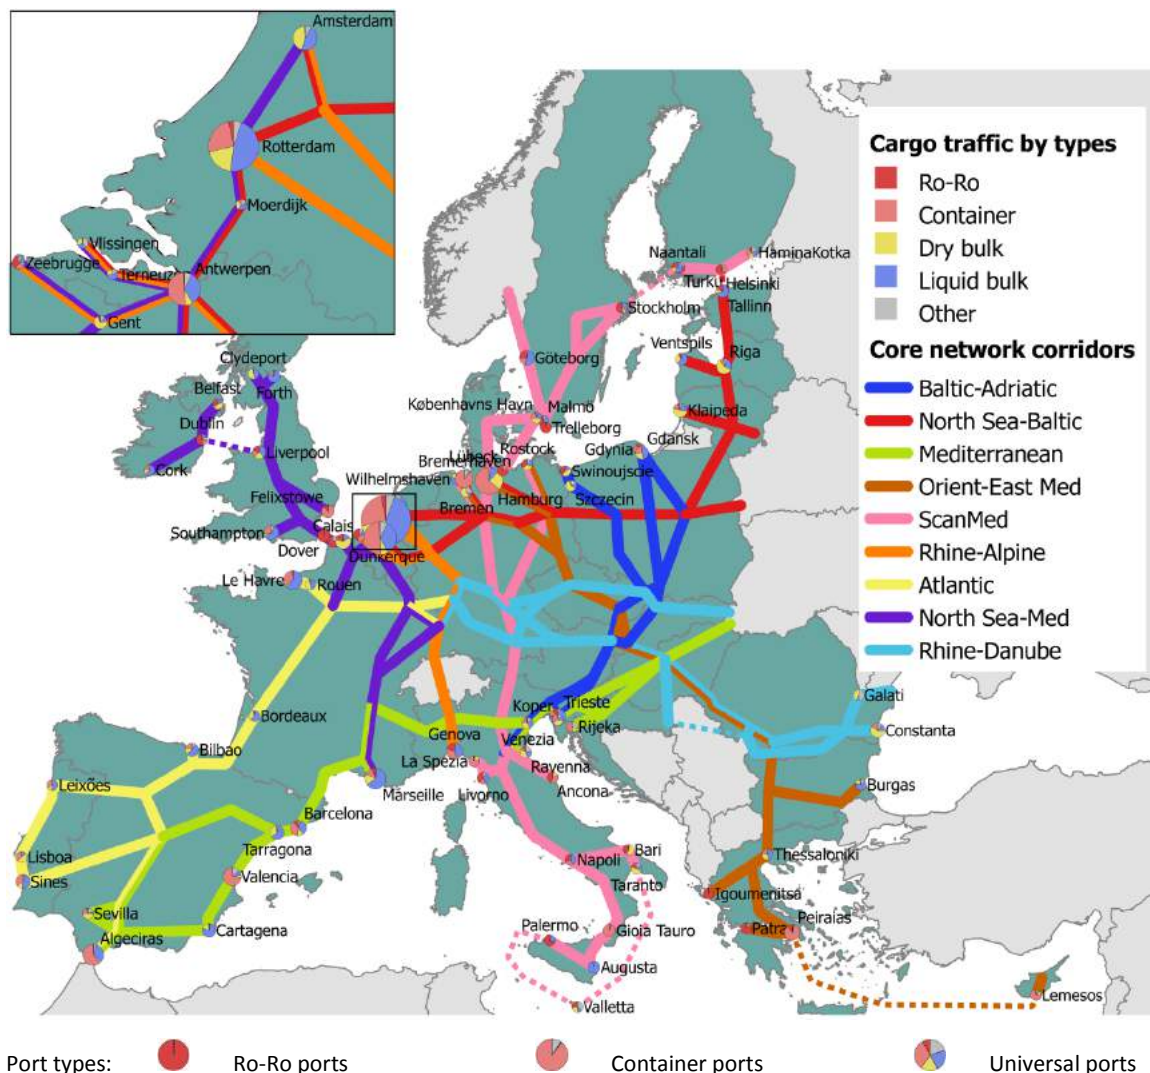 Amsterdam
Rotterdam
Moerdijk
Vlissingen
Zeebrugge
Terneuze
Antwerpen
Gent
Cargo traffic by types
Ro-Ro
Container
Dry bulk
Liquid bulk
Other
Core network corridors
Baltic-Adriatic
North Sea-Baltic
Mediterranean
Orient-East Med
ScanMed
Rhine-Alpine
Atlantic
North Sea-Med
Rhine-Danube
Naantali
HaminaKotka
Turku
Helsinki
Tallinn
Stockholm
Ventspils
Riga
Göteborg
Clydeport
Forth
Belfast
Københavns Havn
Malmö
Klaipeda
Dublin
Trelleborg
Gdynia
Gdansk
Liverpool
Lübeck
Rostock
Bremerhaven
Swinoujscie
Cork
Wilhelmshaven
Felixstowe
Hamburg
Szczecin
Bremen
Southampton
Calais
Dover
Dunkerque
Le Havre
Rouen
Galati
Koper
Trieste
Constanta
Bordeaux
Rijeka
Genova
Venezia
Bilbao
La Spezia
Ravenna
Leixões
Burgas
Marseille
Livorno
Ancona
Barcelona
Tarragona
Bari
Thessaloniki
Lisboa
Napoli
Valencia
Taranto
Sines
Igoumenitsa
Sevilla
Peiraias
Palermo
Gioia Tauro
Patra
Cartagena
Algeciras
Augusta
Lemesos
Valletta
Port types:
Ro-Ro ports
Container ports
Universal ports